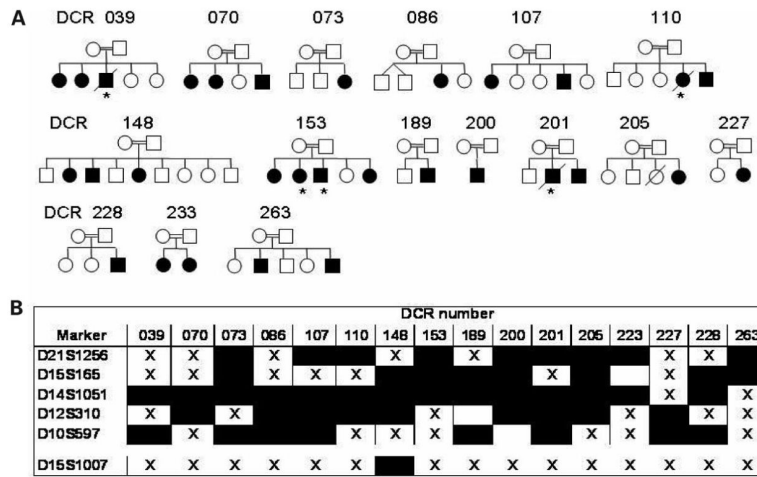 A DCR 039 070 073 086 107 110
*
*
DCR 148 153 189 200 201 205 227
* * *
DCR 228 233 263
B DCR number
Marker 039 070 073 086 107 110 148 153 189 200 201 205 223 227 228 263
D21S1256 X X X X X X X
D15S165 X X X X X X X
D14S1051 X
D12S310 X X X X X X
D10S597 X X X X X X X
D15S1007 X X X X X X X X X X X X X X X